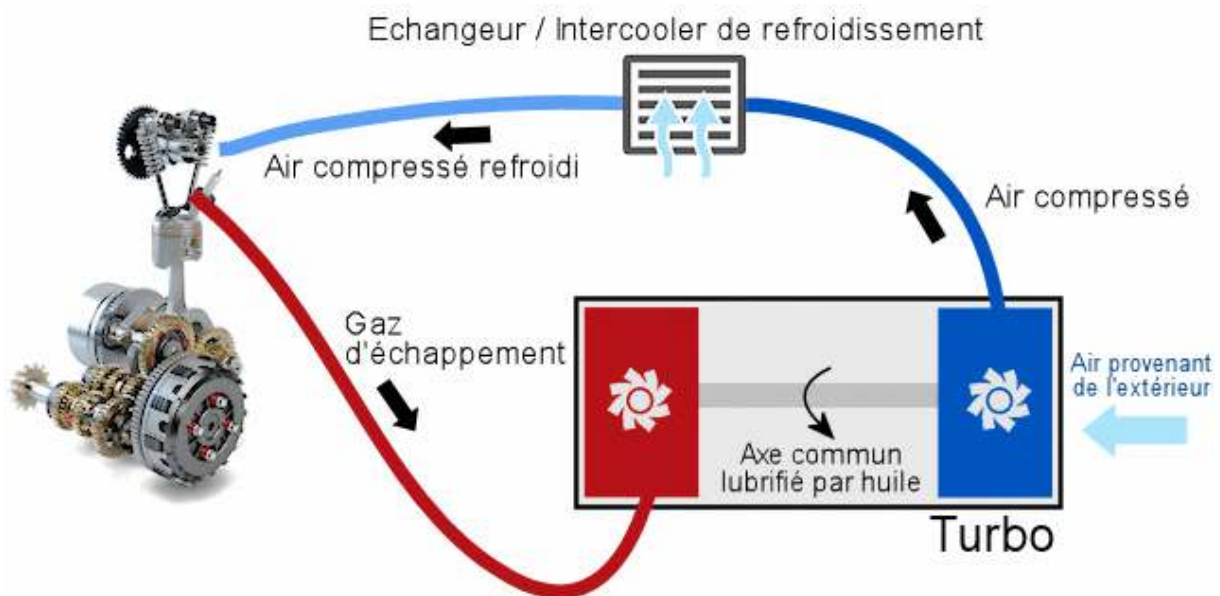 Echangeur / Intercooler de refroidissement
Air compressé refroidi
Air compressé
Gaz
d'échappement
Air provenant
de l'extérieur
Axe commun
lubrifié par huile
Turbo